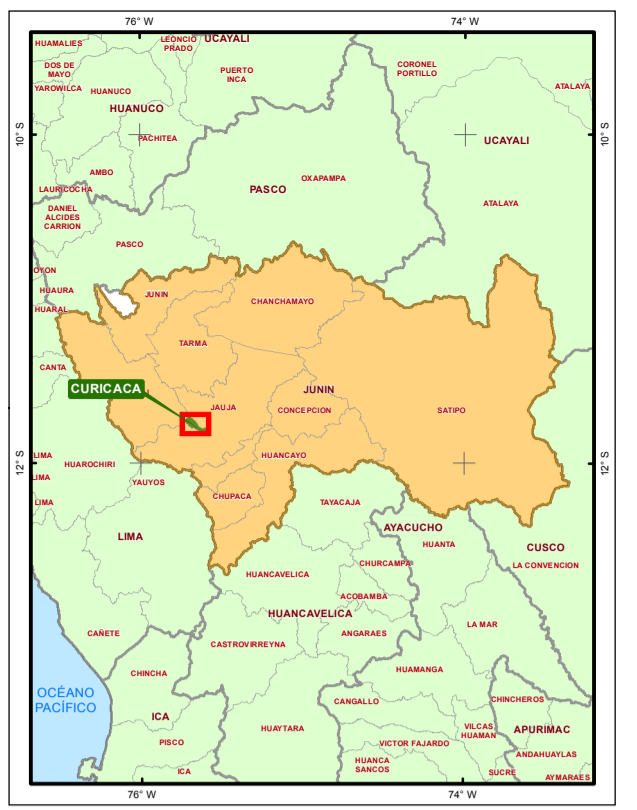 76° W
74° W
HUAMALIES
LEONCIO
PRADO
UCAYALI
DOS DE
MAYO
PUERTO
INCA
CORONEL
PORTILLO
YAROWILCA
HUANUCO
ATALAYA
HUANUCO
10° S
PACHITEA
10° S
UCAYALI
AMBO
LAURICOCHA
PASCO
OXAPAMPA
DANIEL
ALCIDES
CARRION
ATALAYA
PASCO
OYON
HUAURA
JUNIN
CHANCHAMAYO
HUARAL
TARMA
CANTA
CURICACA
JUNIN
JAUJA
CONCEPCION
SATIPO
LIMA
HUAROCHIRI
HUANCAYO
12° S
12° S
LIMA
YAUYOS
CHUPACA
LIMA
TAYACAJA
LIMA
AYACUCHO
HUANTA
CUSCO
LA CONVENCION
CHURCAMPA
HUANCAVELICA
ACOBAMBA
HUANCAVELICA
LA MAR
CAÑETE
CASTROVIRREYNA
ANGARAES
CHINCHA
HUAMANGA
OCÉANO
PACÍFICO
CANGALLO
CHINCHEROS
ICA
HUAYTARA
VILCAS
HUAMAN
APURIMAC
PISCO
VICTOR FAJARDO
ANDAHUAYLAS
HUANCA
SANCOS
ICA
SUCRE
AYMARAES
76° W
74° W